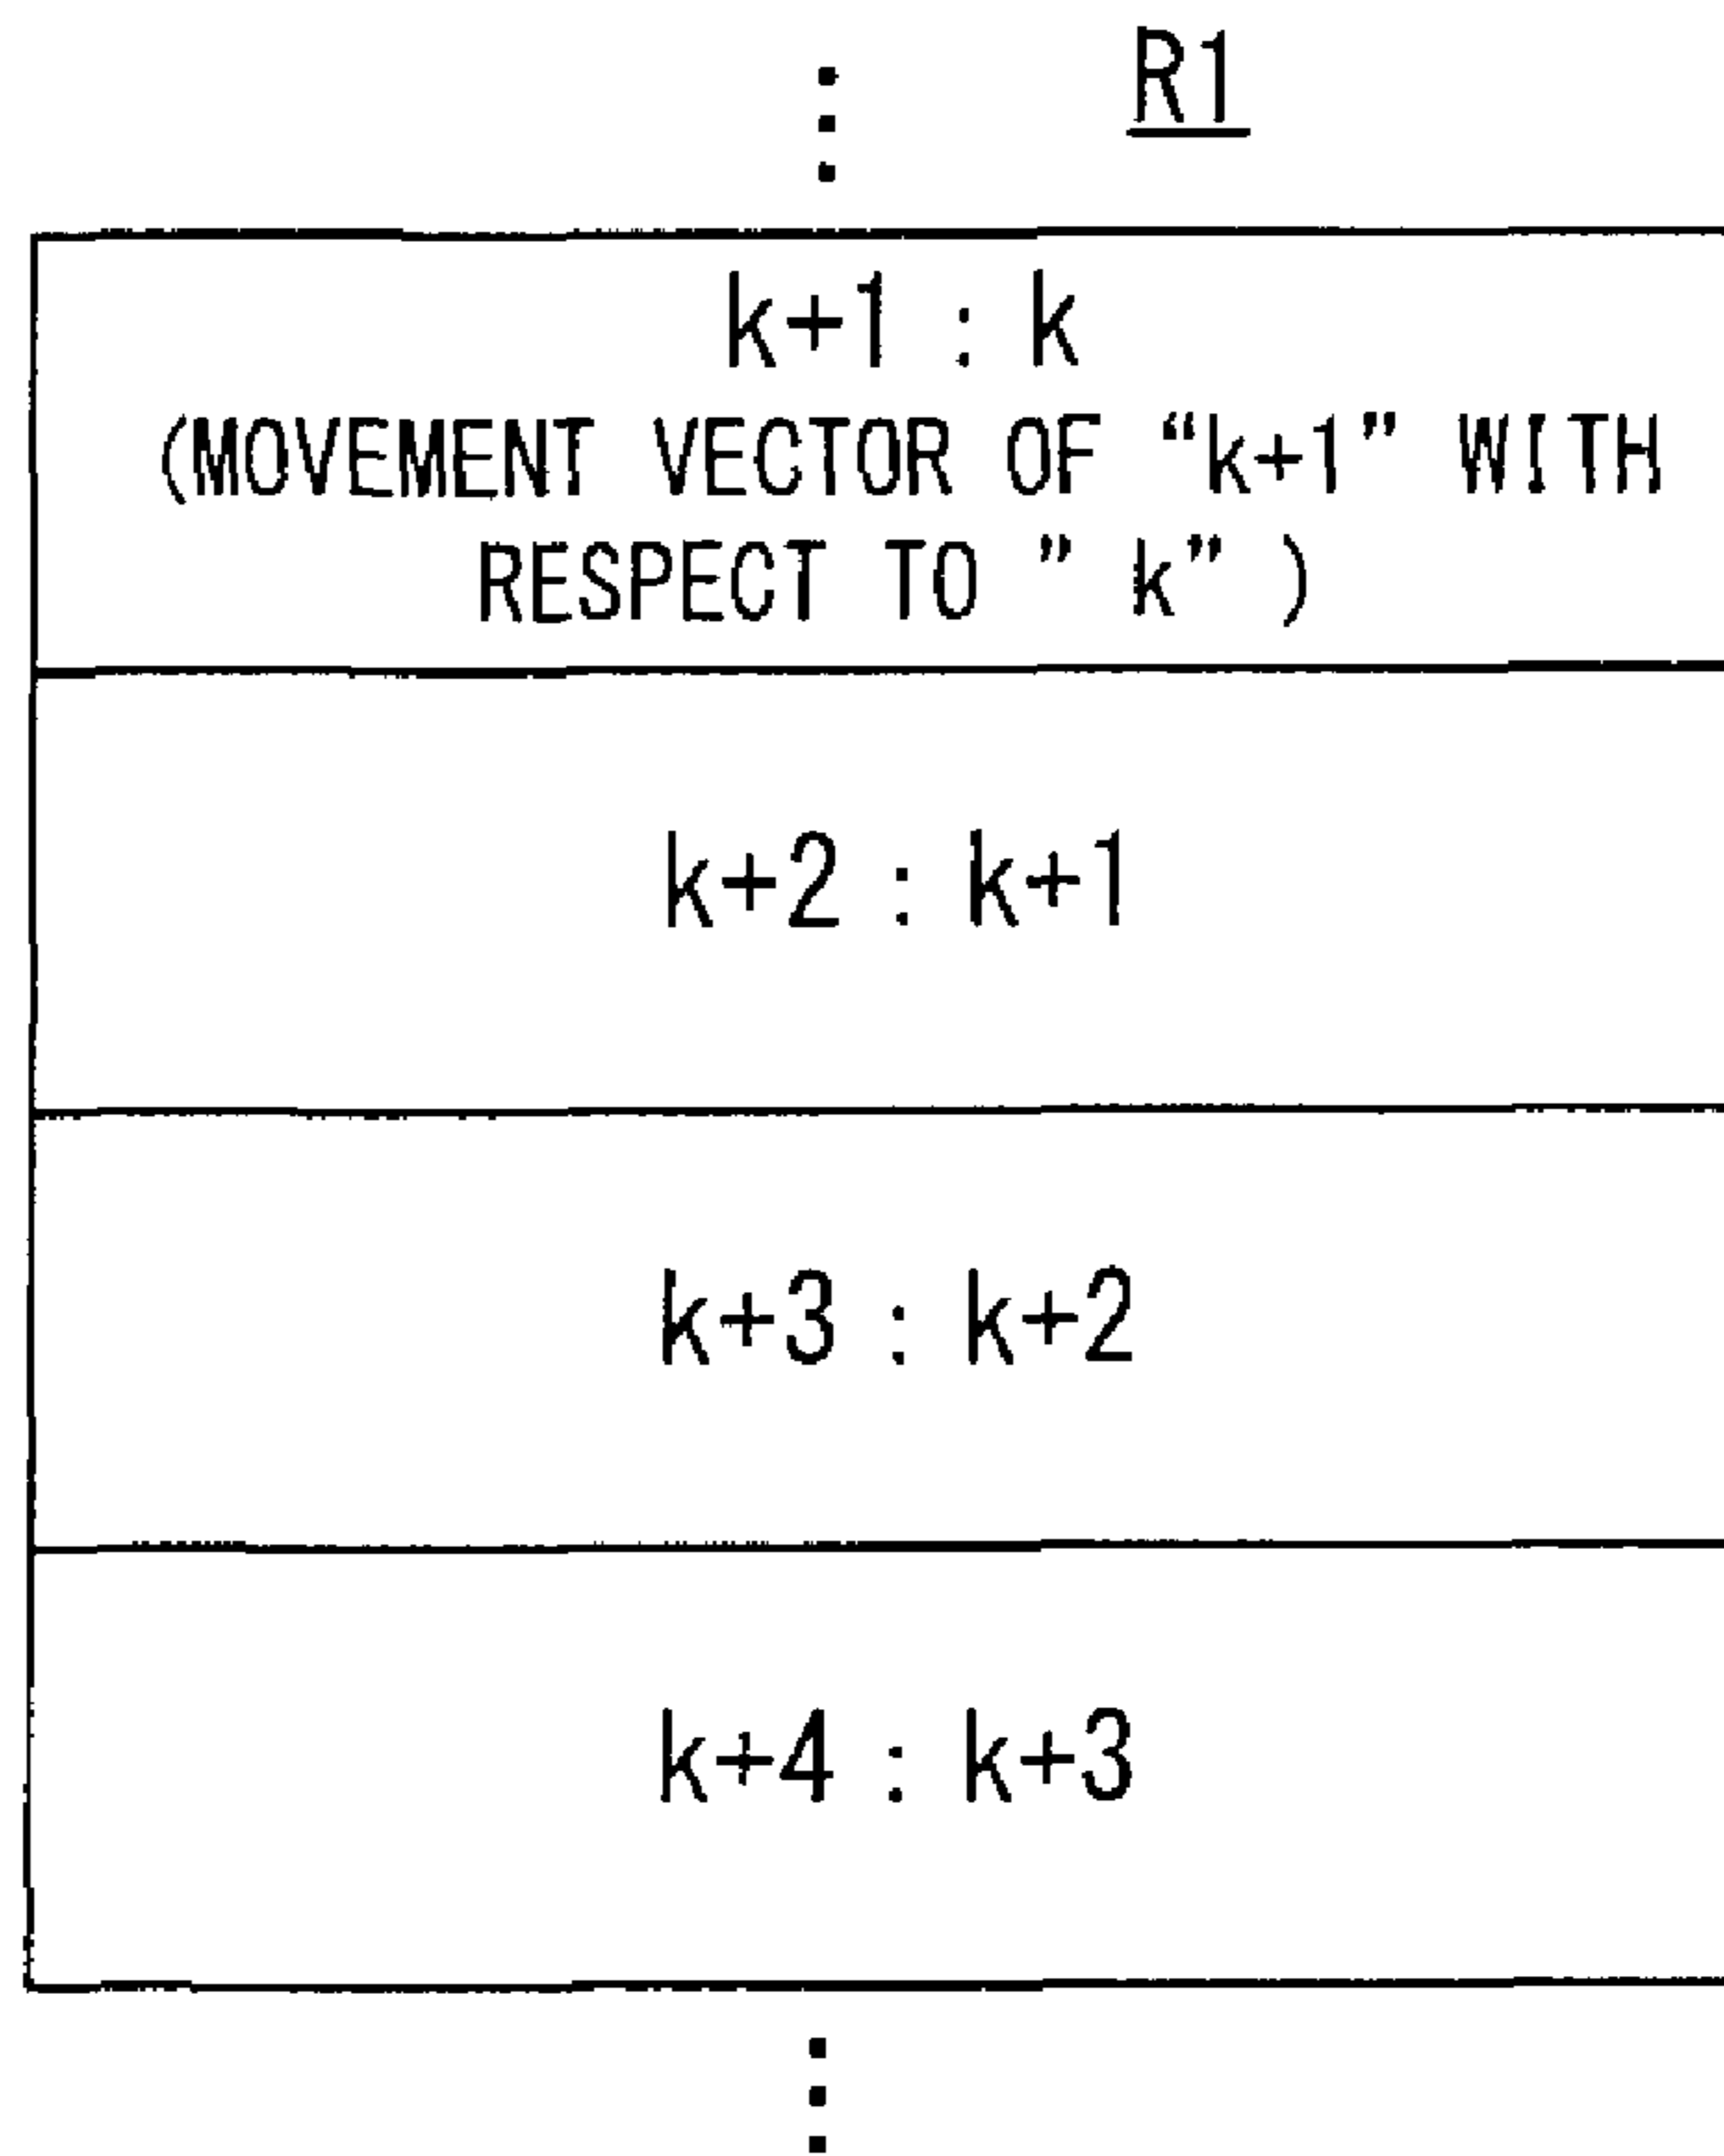 R1
k+1 : k
(MOVEMENT VECTOR OF “k+1” WITH
RESPECT TO ” k” )
k+2 : k+1
k+3 : k+2
k+4 : k+3